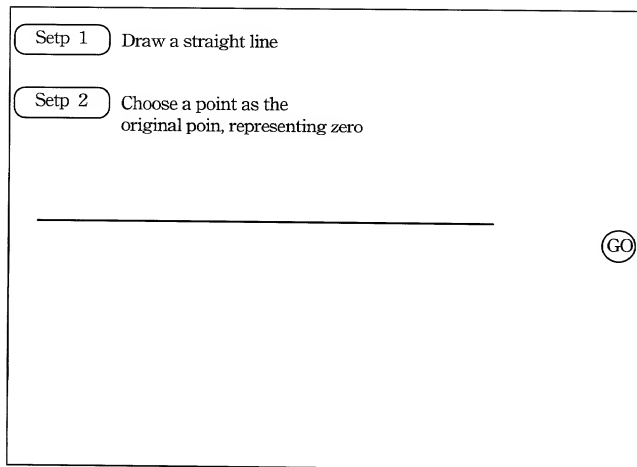 Setp 1 Draw a straight line
Setp 2 Choose a point as the
original poin, representing zero
GO